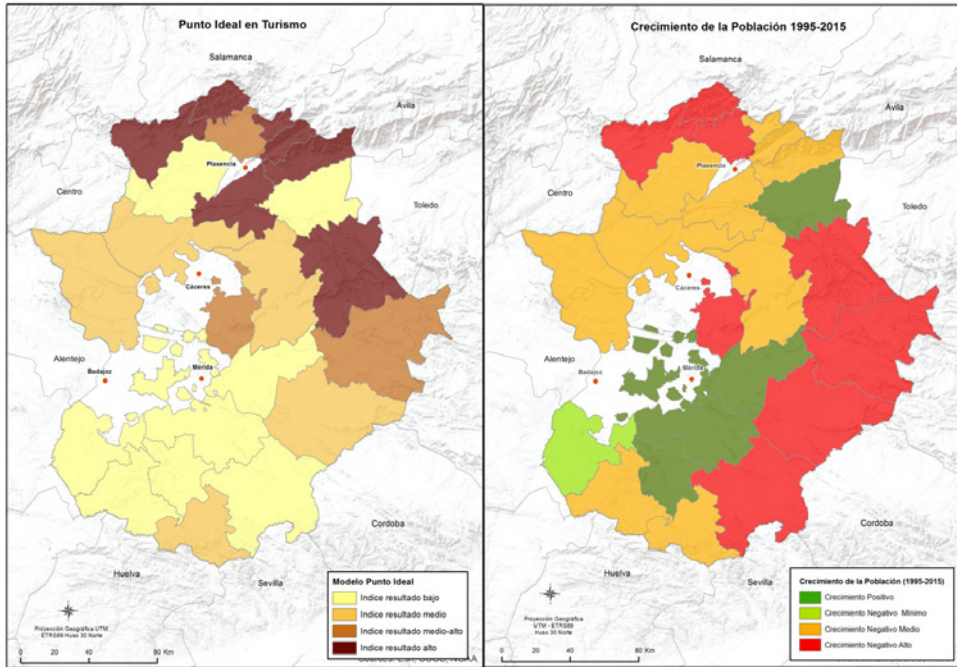 Punto Ideal en Turismo
Salamanca
Ávila
Plasencia
Centro
Toledo
Cáceres
Alentejo
Badajoz
Mérida
Cordoba
Huelva
Sevilla
Proyección Geográfica UTM
ETRS89 Huso 30 Norte
20 0 20 40 60 80 Km
Modelo Punto Ideal
Indice resultado bajo
Indice resultado medio
Indice resultado medio-alto
Indice resultado alto
Crecimiento de la Población 1995-2015
Salamanca
Ávila
Plasencia
Centro
Toledo
Cáceres
Alentejo
Badajoz
Mérida
Cordoba
Huelva
Sevilla
Proyección Geográfica
UTM - ETRS89
Huso 30 Norte
20 0 20 40 60 80 Km
Crecimiento de la Población (1995-2015)
Crecimiento Positivo
Crecimiento Negativo Mínimo
Crecimiento Negativo Medio
Crecimiento Negativo Alto